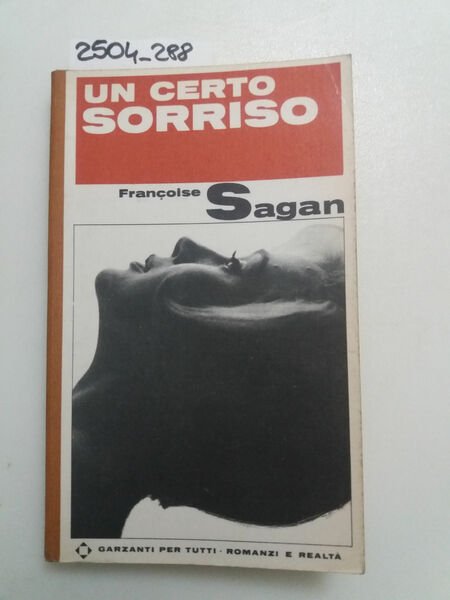 2504_288
UN CERTO
SORRISO
Françoise Sagan
GARZANTI PER TUTTI · ROMANZI E REALTÀ